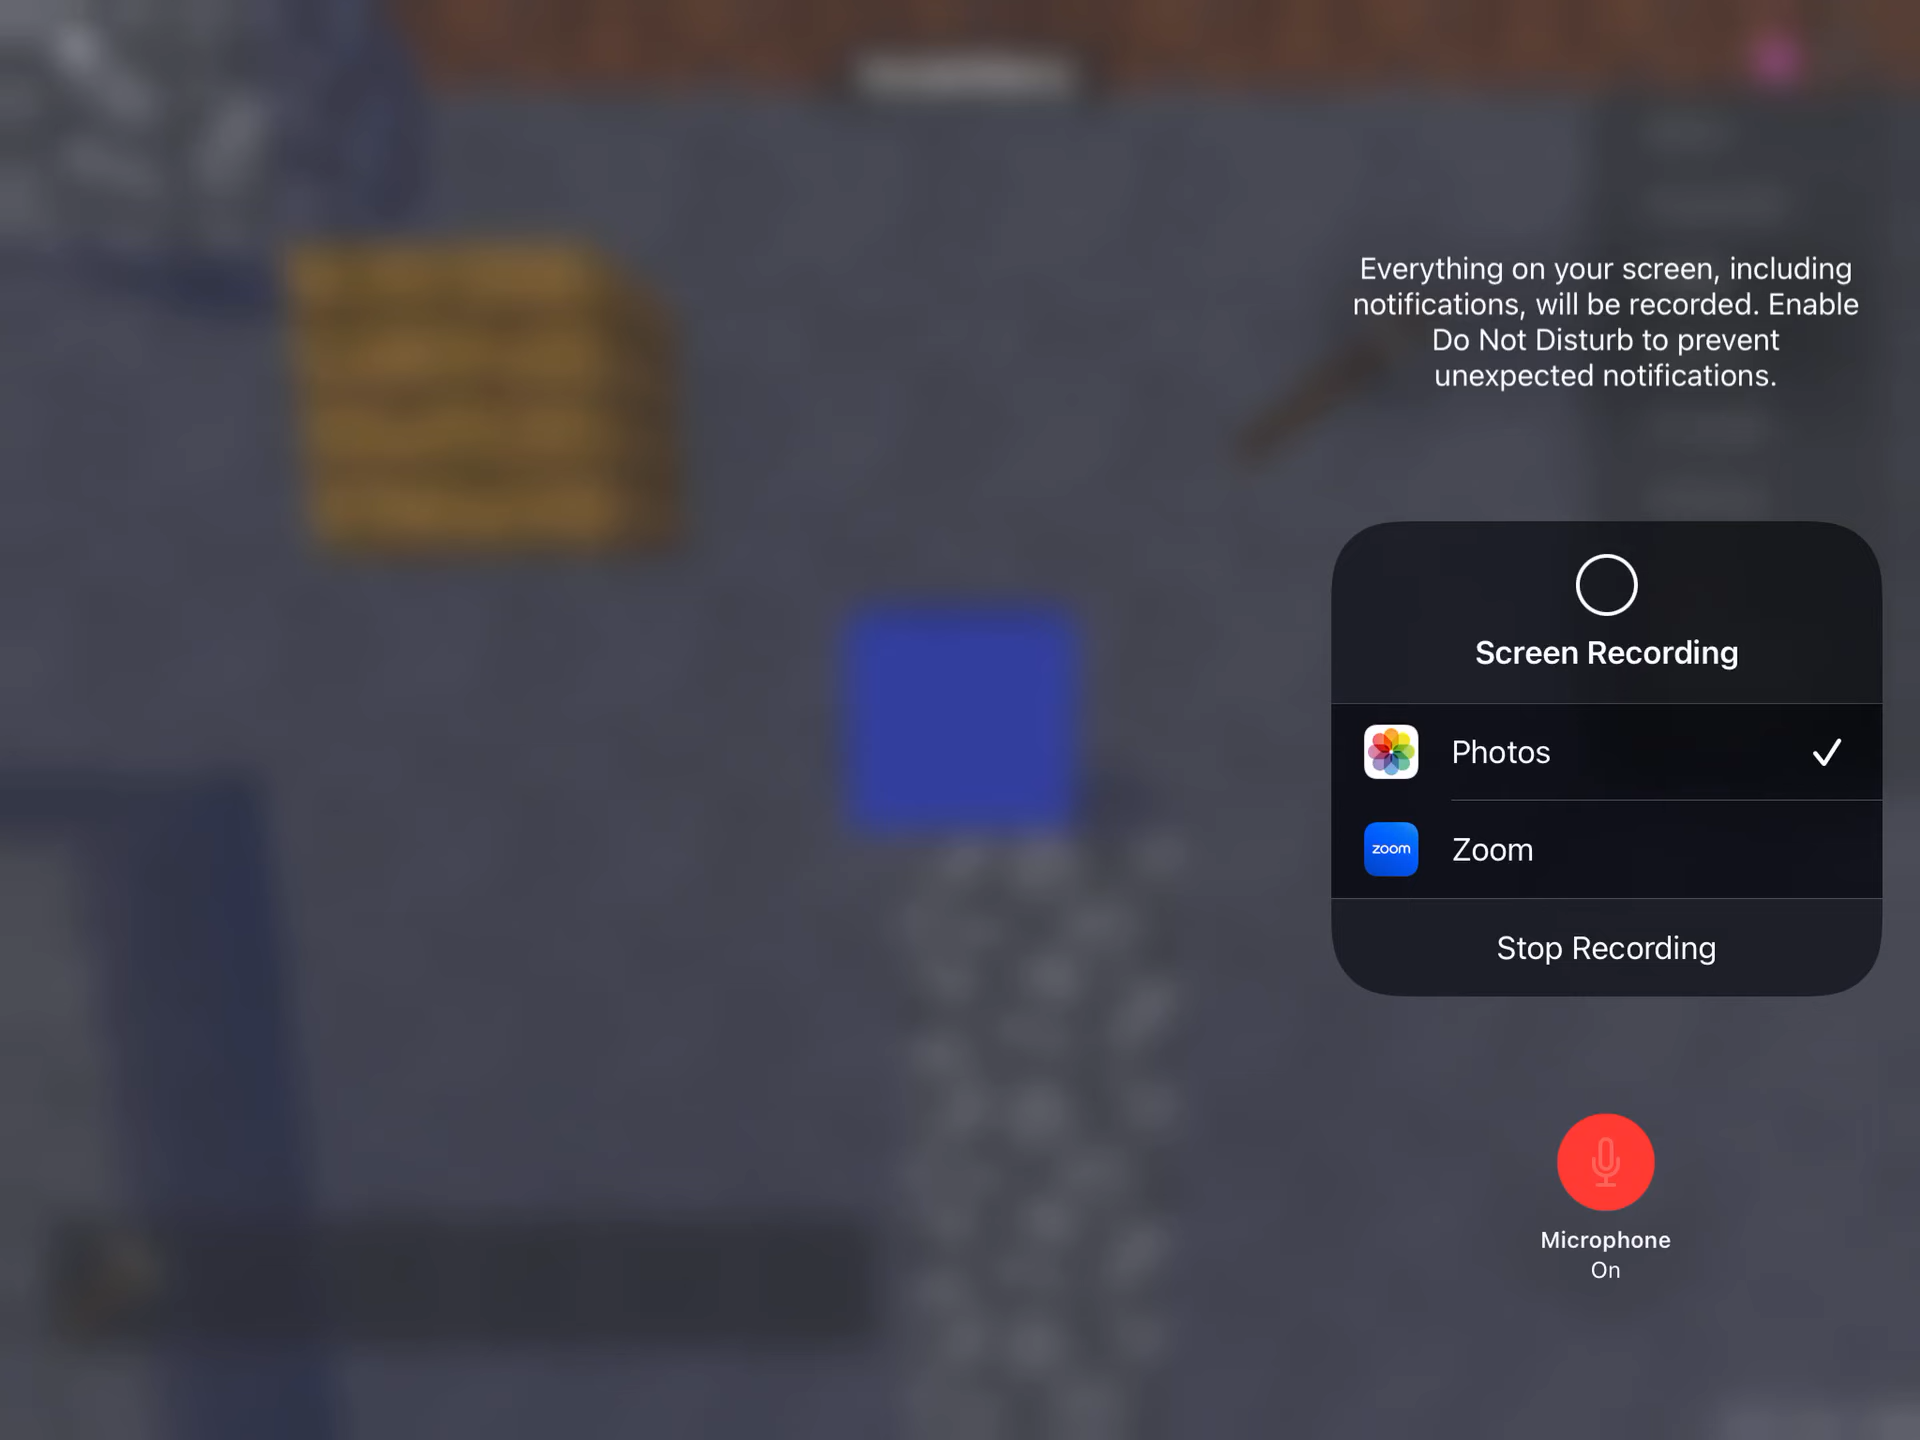 Everything on your screen, including
notifications, will be recorded. Enable
Do Not Disturb to prevent
unexpected notifications.
Screen Recording
Photos
zoom
Zoom
Stop Recording
Microphone
On